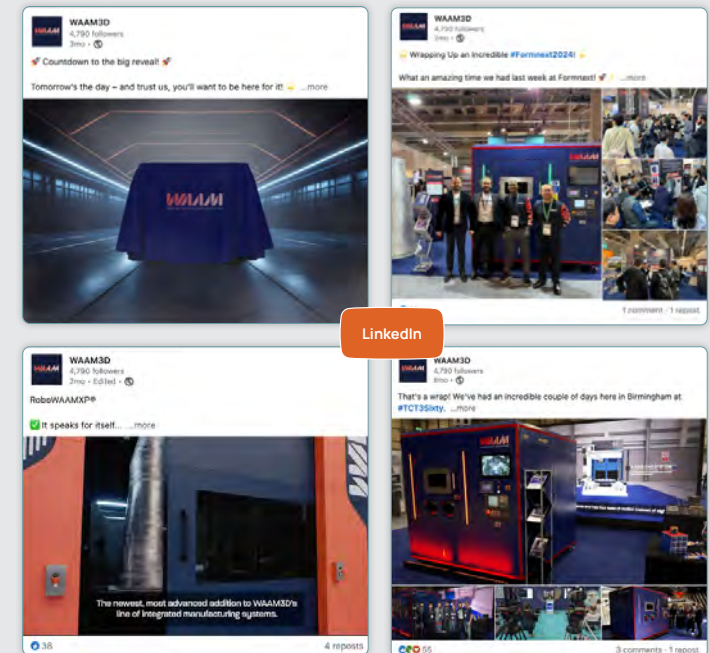 WAAM3D
4,790 followers
3mo •
🚀 Countdown to the big reveal! 🚀
Tomorrow's the day – and trust us, you'll want to be here for it! ...more
WAAM
WAAM3D
4,790 followers
3mo •
Wrapping Up an Incredible #Formnext2024!
What an amazing time we had last week at Formnext! 🚀 ...more
WAAM
1 comment · 1 repost
LinkedIn
WAAM3D
4,790 followers
2mo • Edited •
RoboWAAMXP®
✅ It speaks for itself... ...more
The newest, most advanced addition to WAAM3D's
line of integrated manufacturing systems.
38
4 reposts
WAAM3D
4,790 followers
That's a wrap! We've had an incredible couple of days here in Birmingham at
#TCT3Sixty. ...more
WAAM
55
3 comments · 1 repost